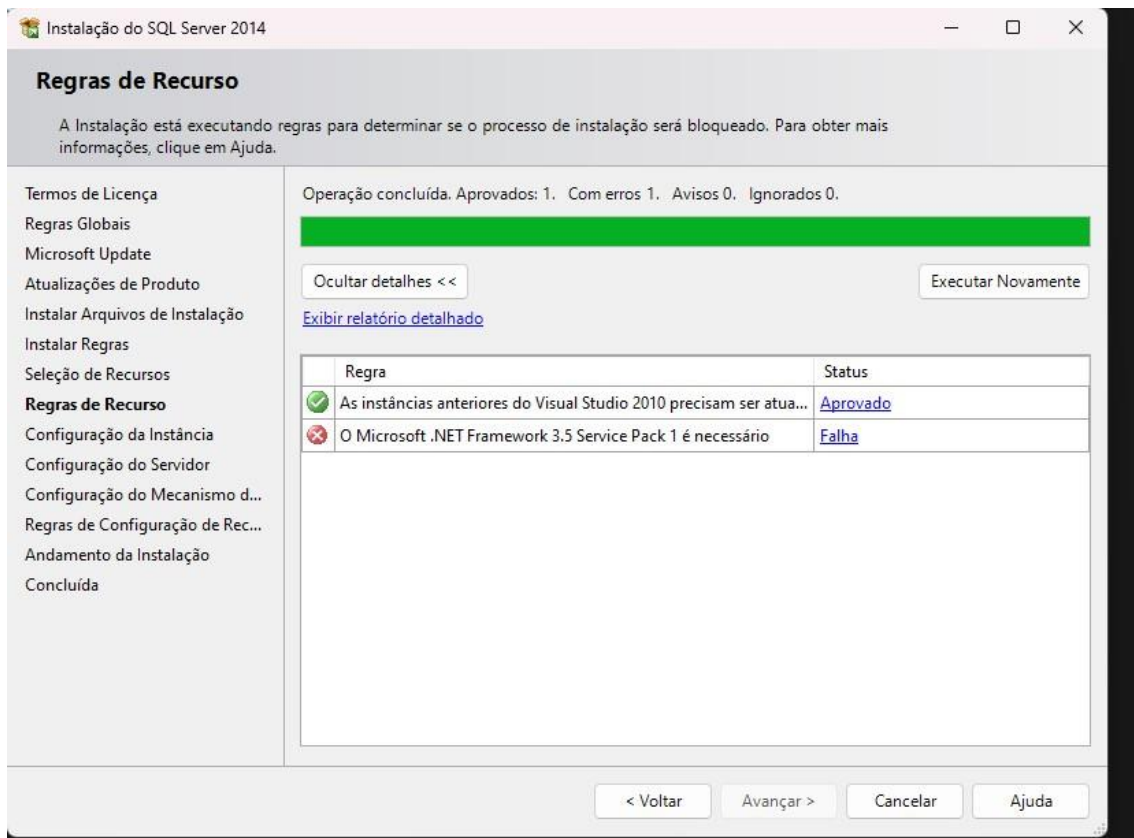 Instalação do SQL Server 2014
Regras de Recurso
A Instalação está executando regras para determinar se o processo de instalação será bloqueado. Para obter mais
informações, clique em Ajuda.
Termos de Licença
Regras Globais
Microsoft Update
Atualizações de Produto
Instalar Arquivos de Instalação
Instalar Regras
Seleção de Recursos
Regras de Recurso
Configuração da Instância
Configuração do Servidor
Configuração do Mecanismo d...
Regras de Configuração de Rec...
Andamento da Instalação
Concluída
Operação concluída. Aprovados: 1. Com erros 1. Avisos 0. Ignorados 0.
Ocultar detalhes << Executar Novamente
Exibir relatório detalhado
Regra Status
As instâncias anteriores do Visual Studio 2010 precisam ser atua... Aprovado
O Microsoft .NET Framework 3.5 Service Pack 1 é necessário Falha
< Voltar Avançar > Cancelar Ajuda